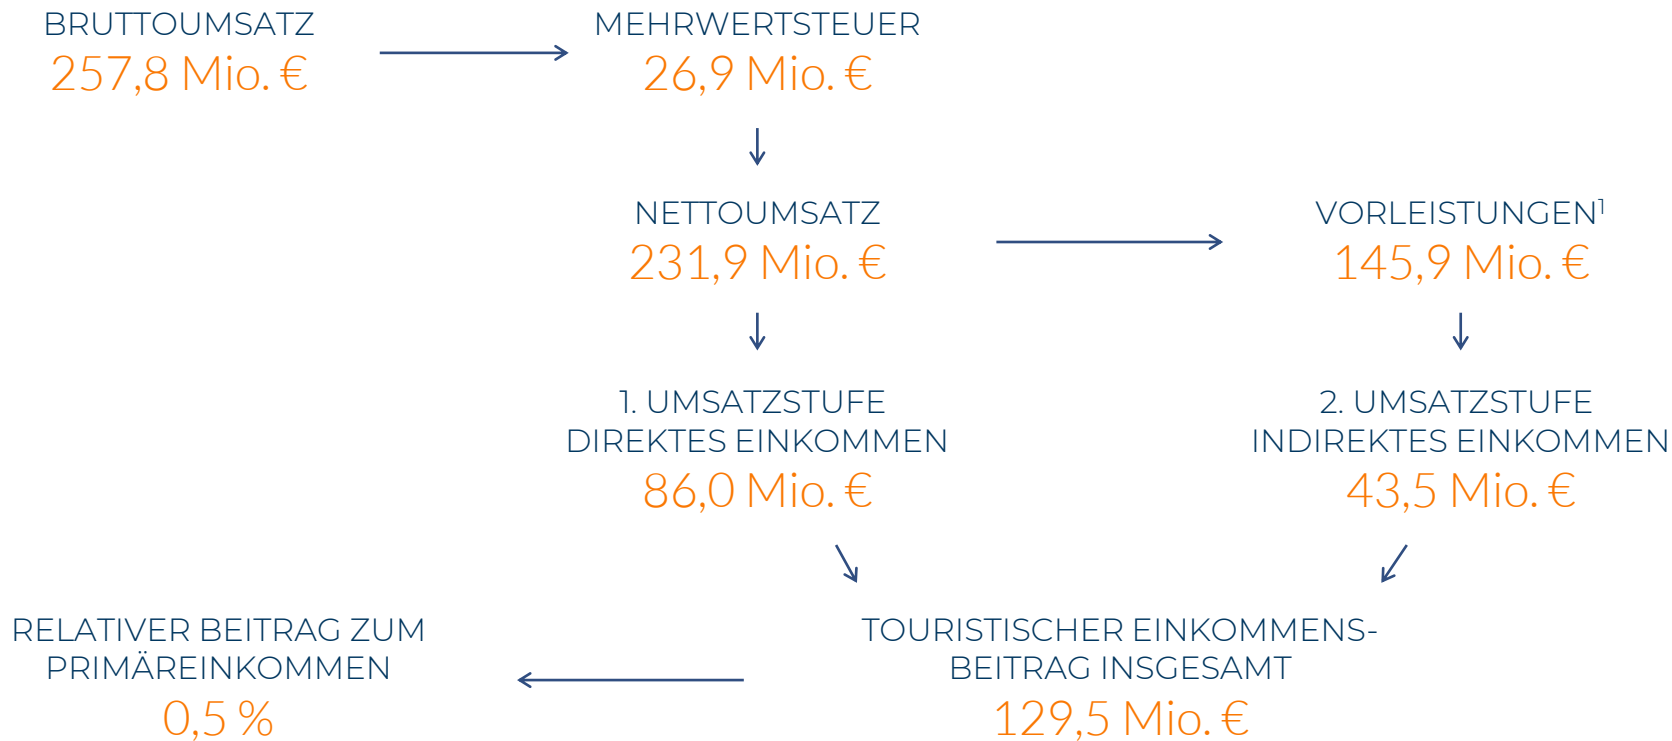 BRUTTOUMSATZ
257,8 Mio. €
MEHRWERTSTEUER
26,9 Mio. €
NETTOUMSATZ
231,9 Mio. €
VORLEISTUNGEN¹
145,9 Mio. €
1. UMSATZSTUFE
DIREKTES EINKOMMEN
86,0 Mio. €
2. UMSATZSTUFE
INDIREKTES EINKOMMEN
43,5 Mio. €
RELATIVER BEITRAG ZUM
PRIMÄREINKOMMEN
0,5 %
TOURISTISCHER EINKOMMENS-
BEITRAG INSGESAMT
129,5 Mio. €